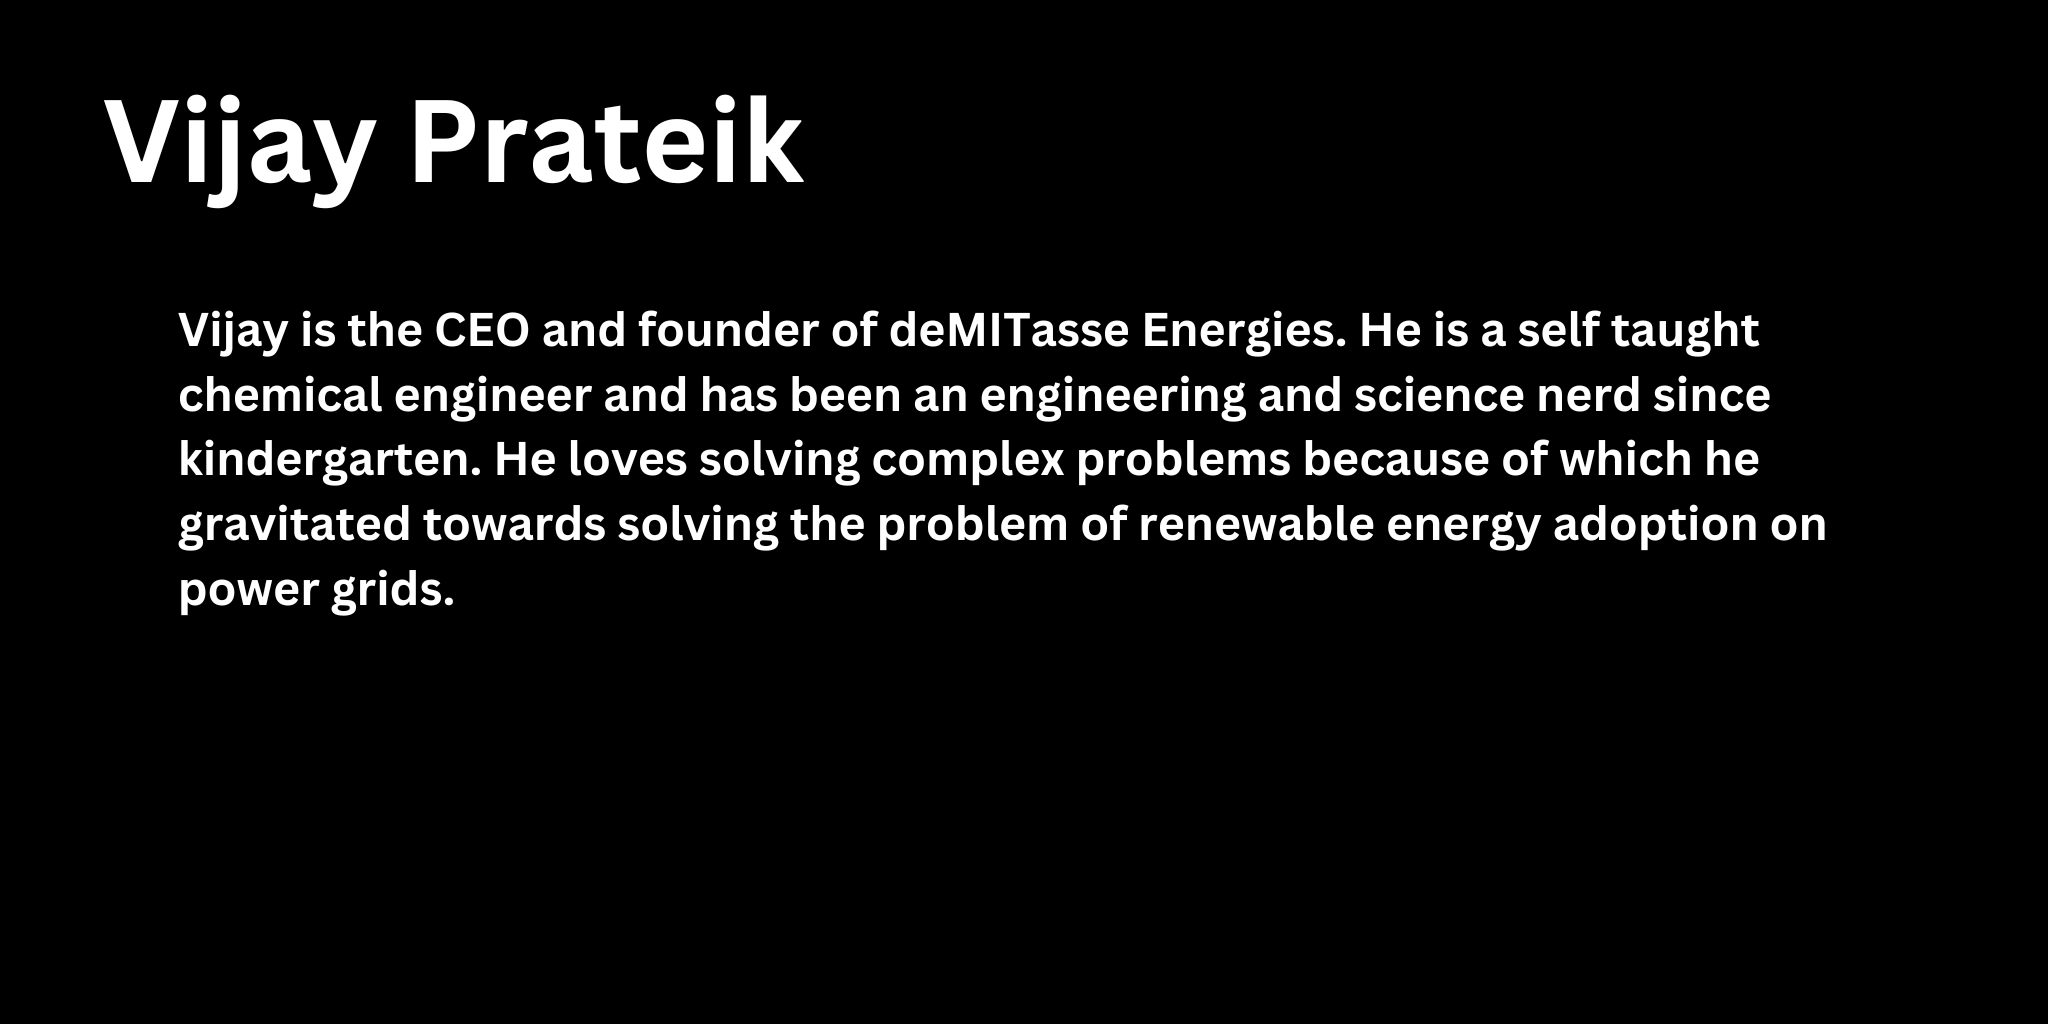 Vijay Prateik
Vijay is the CEO and founder of deMITasse Energies. He is a self taught
chemical engineer and has been an engineering and science nerd since
kindergarten. He loves solving complex problems because of which he
gravitated towards solving the problem of renewable energy adoption on
power grids.